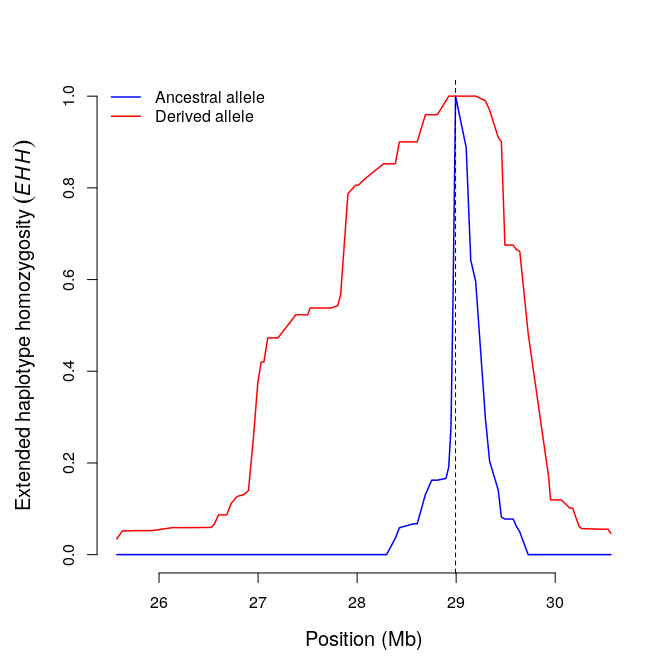 Ancestral allele
Derived allele
Extended haplotype homozygosity (EHH)
1.0
0.8
0.6
0.4
0.2
0.0
26 27 28 29 30
Position (Mb)